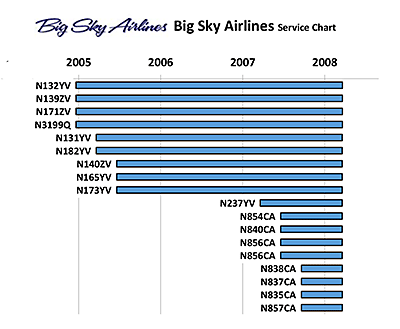 Big Sky Airlines Big Sky Airlines Service Chart
2005 2006 2007 2008
N132YV
N139ZV
N171ZV
N3199Q
N131YV
N182YV
N140ZV
N165YV
N173YV
N237YV
N854CA
N840CA
N856CA
N856CA
N838CA
N837CA
N835CA
N857CA